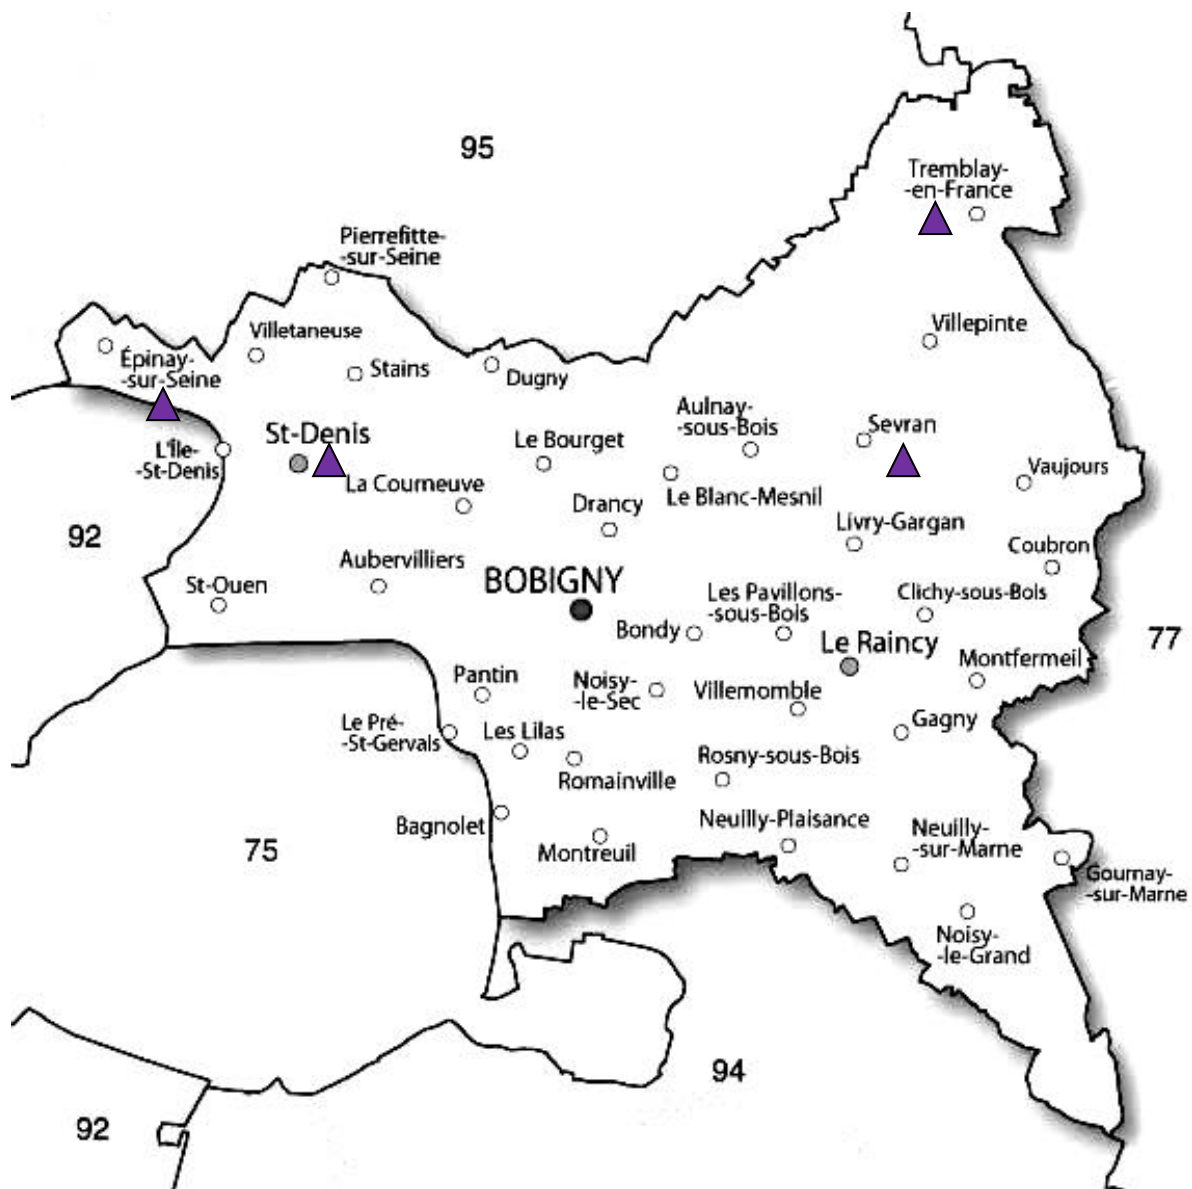 95
Tremblay-
-en-France
Pierrefitte-
-sur-Seine
Villetaneuse
Villepinte
Épinay-
-sur-Seine
Stains
Dugny
Aulnay-
-sous-Bois
St-Denis
Le Bourget
Sevran
L'Île-
-St-Denis
La Courneuve
Le Blanc-Mesnil
Vaujours
Drancy
Livry-Gargan
92
Coubron
Aubervilliers
St-Ouen
BOBIGNY
Les Pavillons-
-sous-Bois
Clichy-sous-Bois
Bondy
Le Raincy
77
Montfermeil
Pantin
Noisy-
-le-Sec
Villemomble
Le Pré-
-St-Gervais
Les Lilas
Gagny
Rosny-sous-Bois
Romainville
Bagnolet
Neuilly-Plaisance
Neuilly-
-sur-Marne
75
Montreuil
Gournay-
-sur-Marne
Noisy-
-le-Grand
94
92